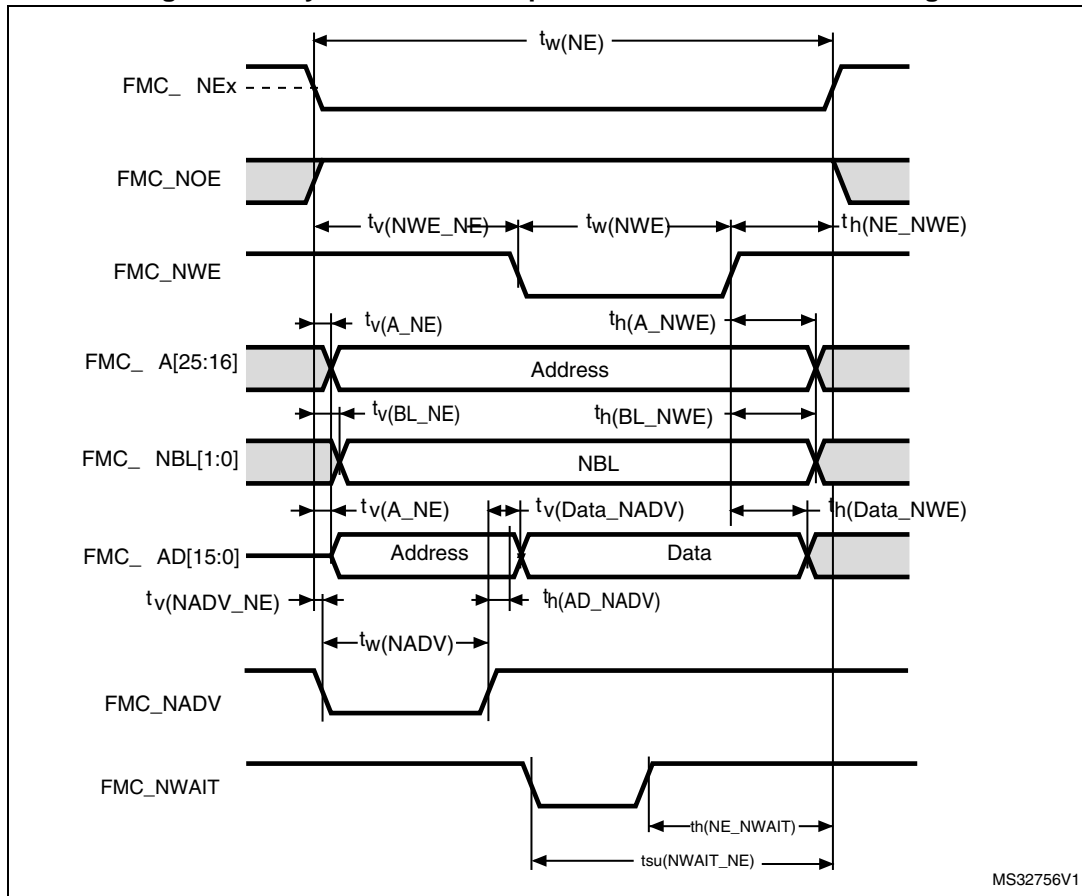 tw(NE)
FMC_ NEx
FMC_NOE
tv(NWE_NE)
tw(NWE)
th(NE_NWE)
FMC_NWE
tv(A_NE)
th(A_NWE)
FMC_ A[25:16]
Address
tv(BL_NE)
th(BL_NWE)
FMC_ NBL[1:0]
NBL
tv(A_NE)
tv(Data_NADV)
th(Data_NWE)
FMC_ AD[15:0]
Address
Data
tv(NADV_NE)
th(AD_NADV)
tw(NADV)
FMC_NADV
FMC_NWAIT
th(NE_NWAIT)
tsu(NWAIT_NE)
MS32756V1